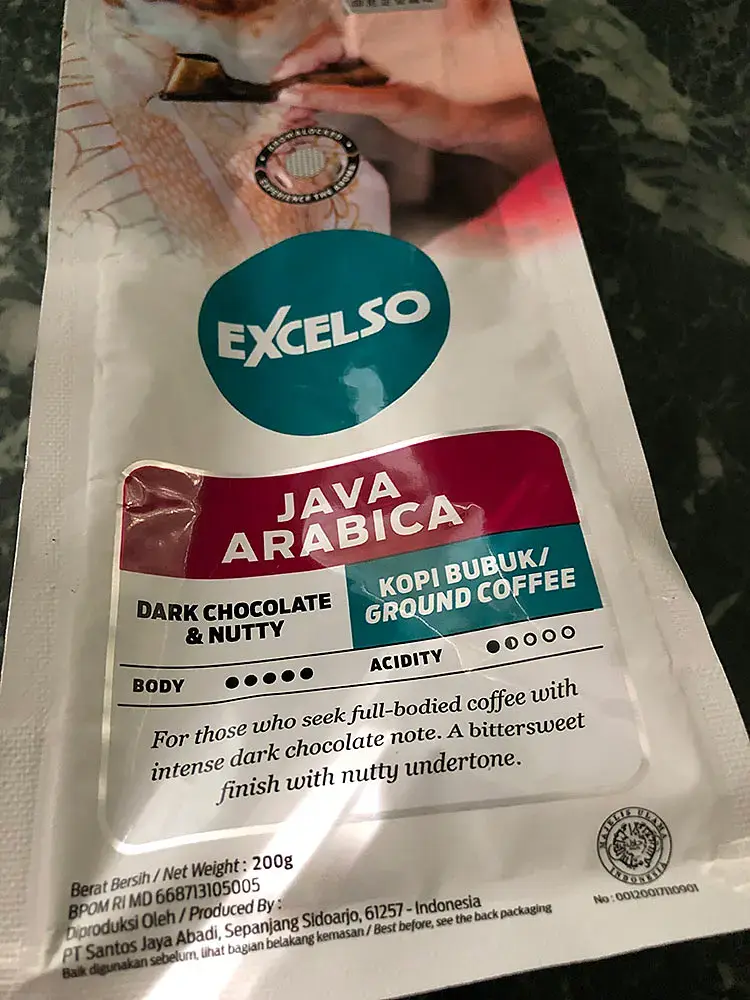 AROMALOCKED
EXPERIENCE THE AROMA
EXCELSO
JAVA
ARABICA
DARK CHOCOLATE
& NUTTY
KOPI BUBUK/
GROUND COFFEE
BODY
ACIDITY
For those who seek full-bodied coffee with
intense dark chocolate note. A bittersweet
finish with nutty undertone.
Berat Bersih / Net Weight : 200g
BPOM RI MD 668713105005
Diproduksi Oleh / Produced By :
PT Santos Jaya Abadi, Sepanjang Sidoarjo, 61257 - Indonesia
Baik digunakan sebelum, lihat bagian belakang kemasan / Best before, see the back packaging
MAJELIS ULAMA
INDONESIA
No : 00120017110901